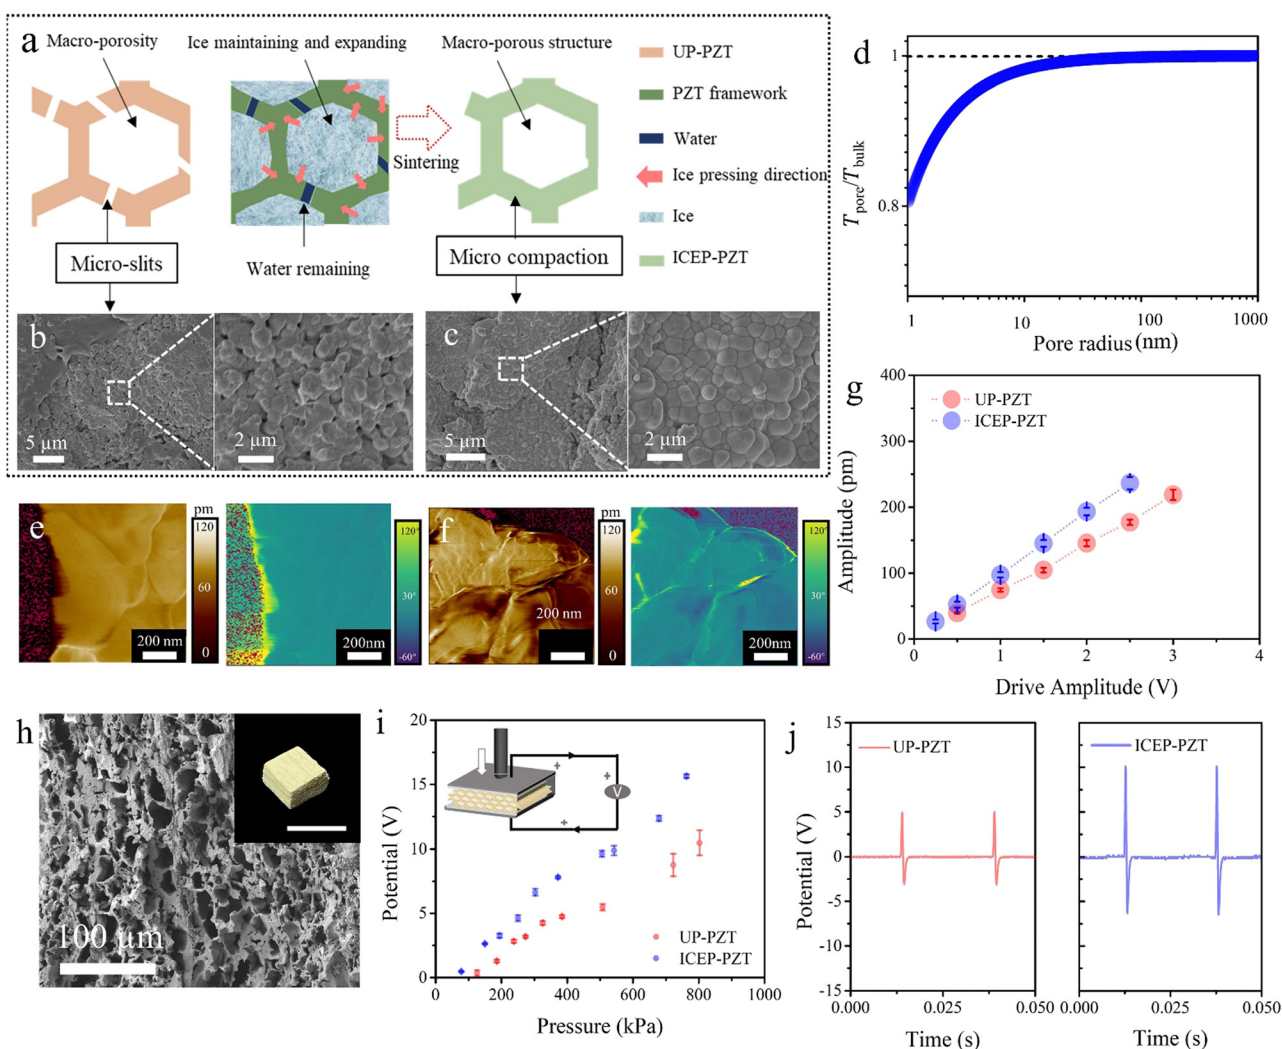 a
Macro-porosity
Ice maintaining and expanding
Macro-porous structure
Sintering
Micro-slits
Water remaining
Micro compaction
UP-PZT
PZT framework
Water
Ice pressing direction
Ice
ICEP-PZT
b
5 µm
2 µm
c
5 µm
2 µm
d
1
0.8
Tpore/Tbulk
1 10 100 1000
Pore radius (nm)
e
200 nm
pm
120
60
0
200nm
120°
30°
-60°
f
200 nm
pm
120
60
0
200nm
120°
30°
-60°
g
UP-PZT
ICEP-PZT
400
300
200
100
0
Amplitude (pm)
0 1 2 3 4
Drive Amplitude (V)
h
100 µm
i
20
15
10
5
0
Potential (V)
+ + +
V
UP-PZT
ICEP-PZT
0 200 400 600 800 1000
Pressure (kPa)
j
15
10
5
0
-5
-10
-15
Potential (V)
UP-PZT
0.000 0.025 0.050
Time (s)
ICEP-PZT
0.000 0.025 0.050
Time (s)